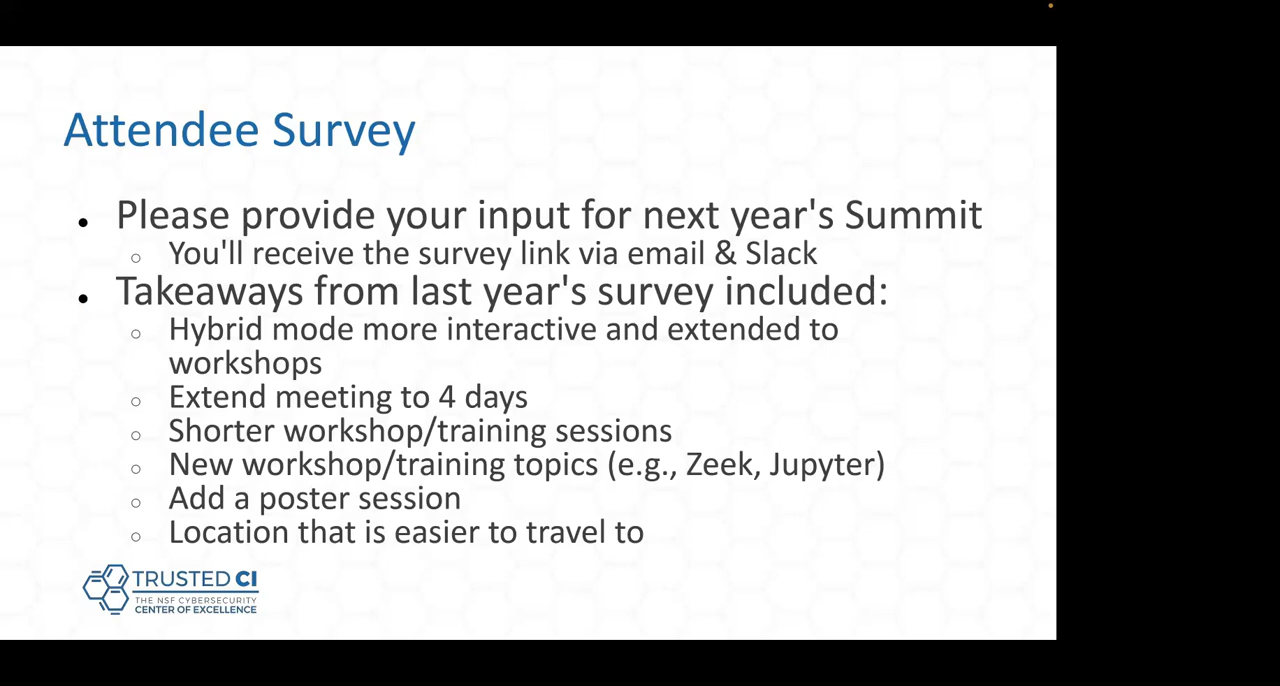 Attendee Survey
• Please provide your input for next year's Summit
○ You'll receive the survey link via email & Slack
• Takeaways from last year's survey included:
○ Hybrid mode more interactive and extended to
workshops
○ Extend meeting to 4 days
○ Shorter workshop/training sessions
○ New workshop/training topics (e.g., Zeek, Jupyter)
○ Add a poster session
○ Location that is easier to travel to
TRUSTED CI
THE NSF CYBERSECURITY
CENTER OF EXCELLENCE